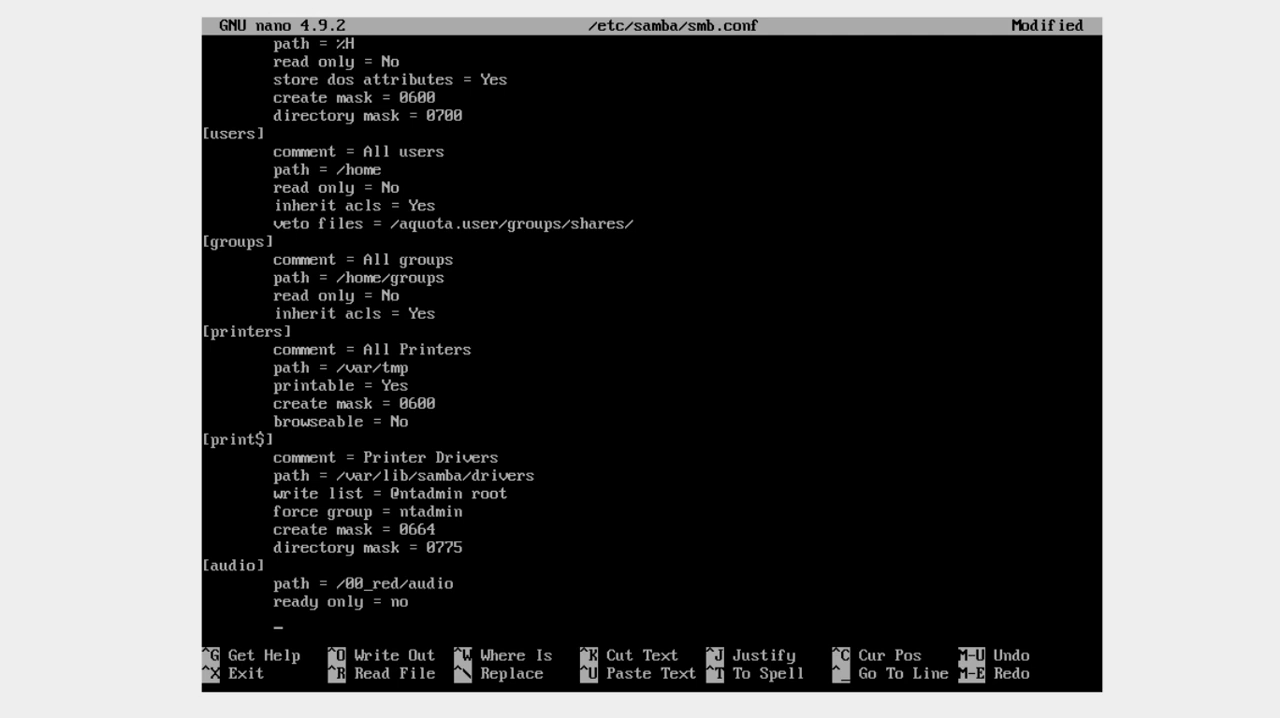 GNU nano 4.9.2 /etc/samba/smb.conf Modified
path = %H
read only = No
store dos attributes = Yes
create mask = 0600
directory mask = 0700
[users]
comment = All users
path = /home
read only = No
inherit acls = Yes
veto files = /aquota.user/groups/shares/
[groups]
comment = All groups
path = /home/groups
read only = No
inherit acls = Yes
[printers]
comment = All Printers
path = /var/tmp
printable = Yes
create mask = 0600
browseable = No
[print$]
comment = Printer Drivers
path = /var/lib/samba/drivers
write list = @ntadmin root
force group = ntadmin
create mask = 0664
directory mask = 0775
[audio]
path = /00_red/audio
ready only = no
_
^G Get Help ^O Write Out ^W Where Is ^K Cut Text ^J Justify ^C Cur Pos M-U Undo
^X Exit ^R Read File ^\ Replace ^U Paste Text ^T To Spell ^_ Go To Line M-E Redo